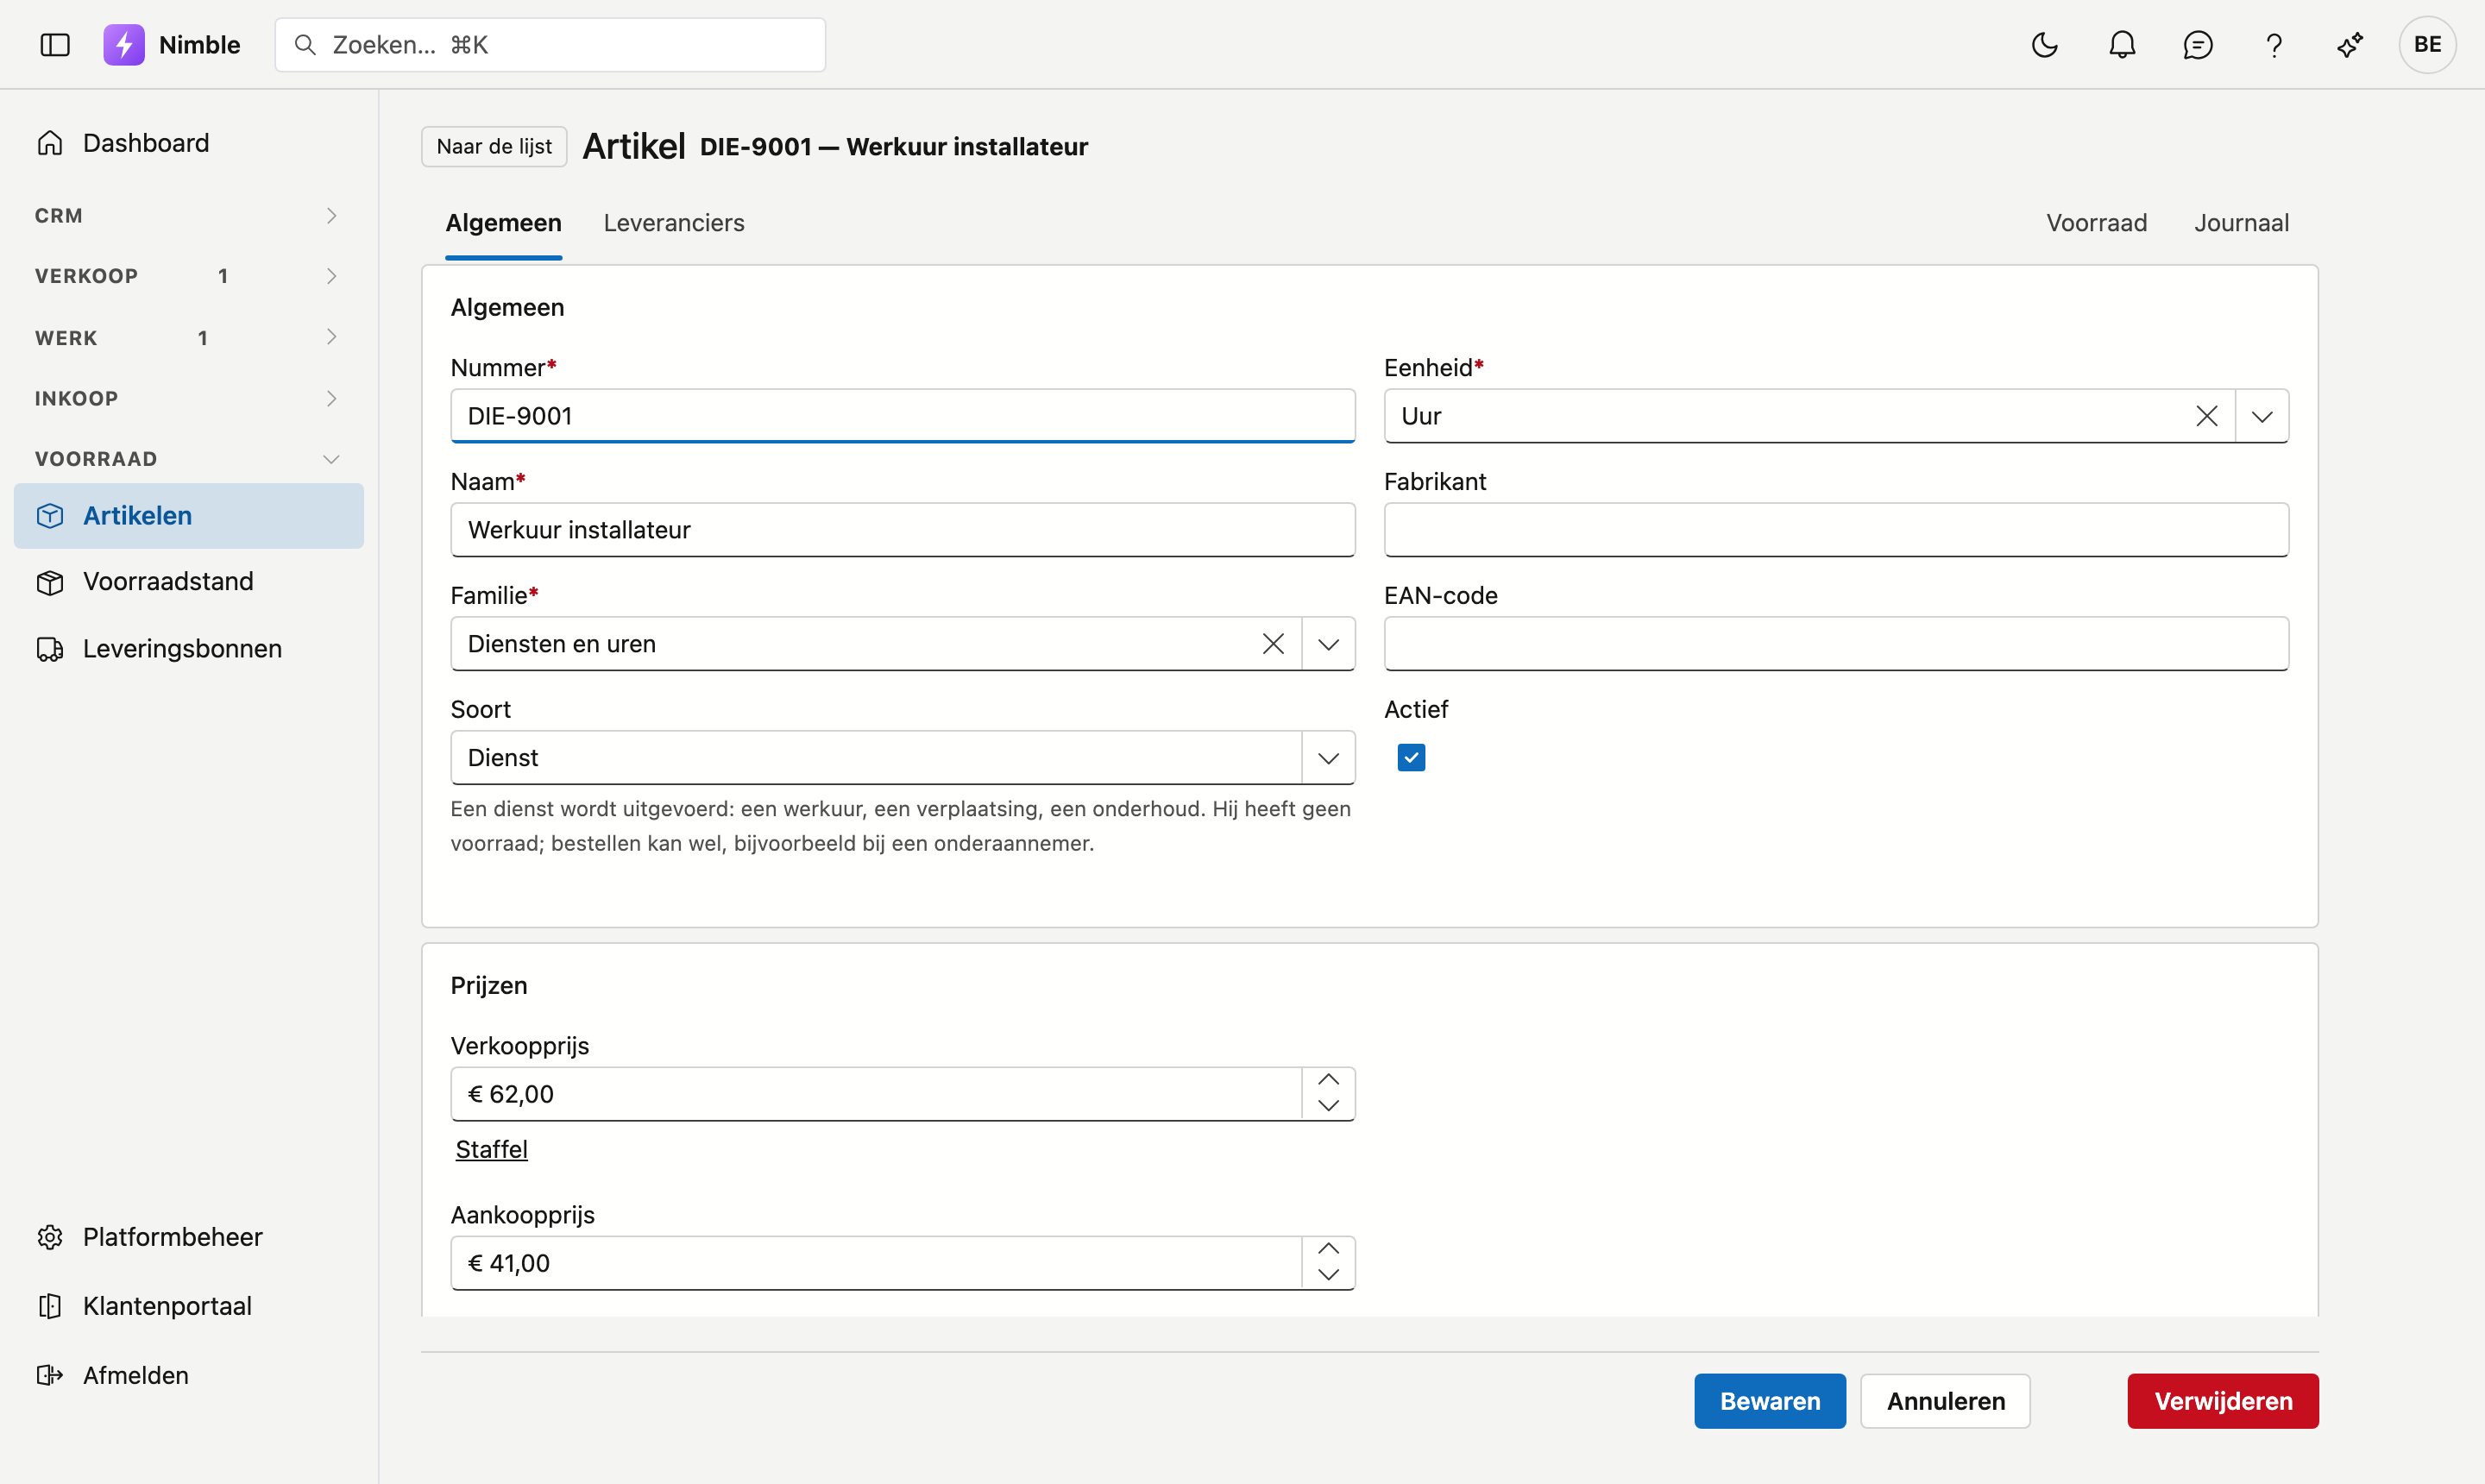 Nimble
Zoeken... ⌘K
BE
Dashboard
CRM
VERKOOP 1
WERK 1
INKOOP
VOORRAAD
Artikelen
Voorraadstand
Leveringsbonnen
Platformbeheer
Klantenportaal
Afmelden
Naar de lijst Artikel DIE-9001 — Werkuur installateur
Algemeen Leveranciers Voorraad Journaal
Algemeen
Nummer*
DIE-9001
Eenheid*
Uur
Naam*
Werkuur installateur
Fabrikant
Familie*
Diensten en uren
EAN-code
Soort
Dienst
Een dienst wordt uitgevoerd: een werkuur, een verplaatsing, een onderhoud. Hij heeft geen
voorraad; bestellen kan wel, bijvoorbeeld bij een onderaannemer.
Actief
Prijzen
Verkoopprijs
€ 62,00
Staffel
Aankoopprijs
€ 41,00
Bewaren Annuleren Verwijderen